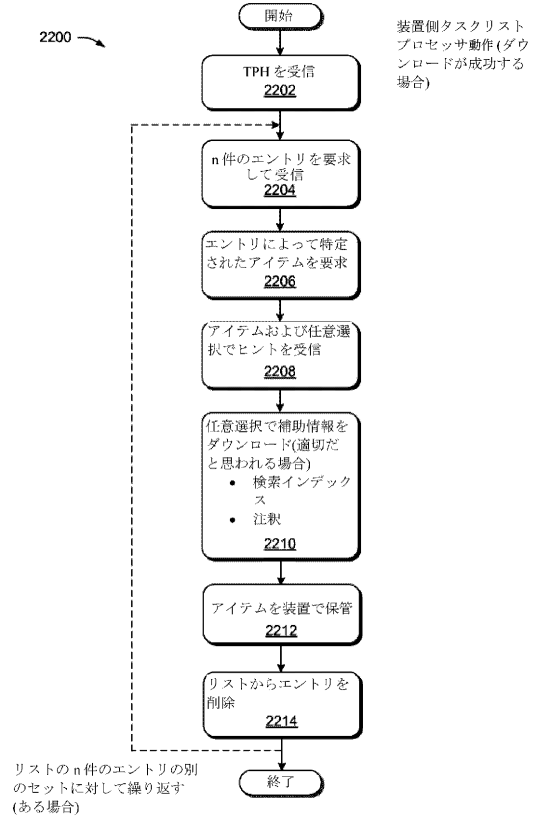 2200
開始
装置側タスクリスト
プロセッサ動作(ダウ
ンロードが成功する
場合)
TPHを受信
2202
n件のエントリを要求
して受信
2204
エントリによって特定
されたアイテムを要求
2206
アイテムおよび任意選
択でヒントを受信
2208
任意選択で補助情報を
ダウンロード(適切だ
と思われる場合)
● 検索インデック
ス
● 注釈
2210
アイテムを装置で保管
2212
リストからエントリを
削除
2214
リストのn件のエントリの別
のセットに対して繰り返す
(ある場合)
終了